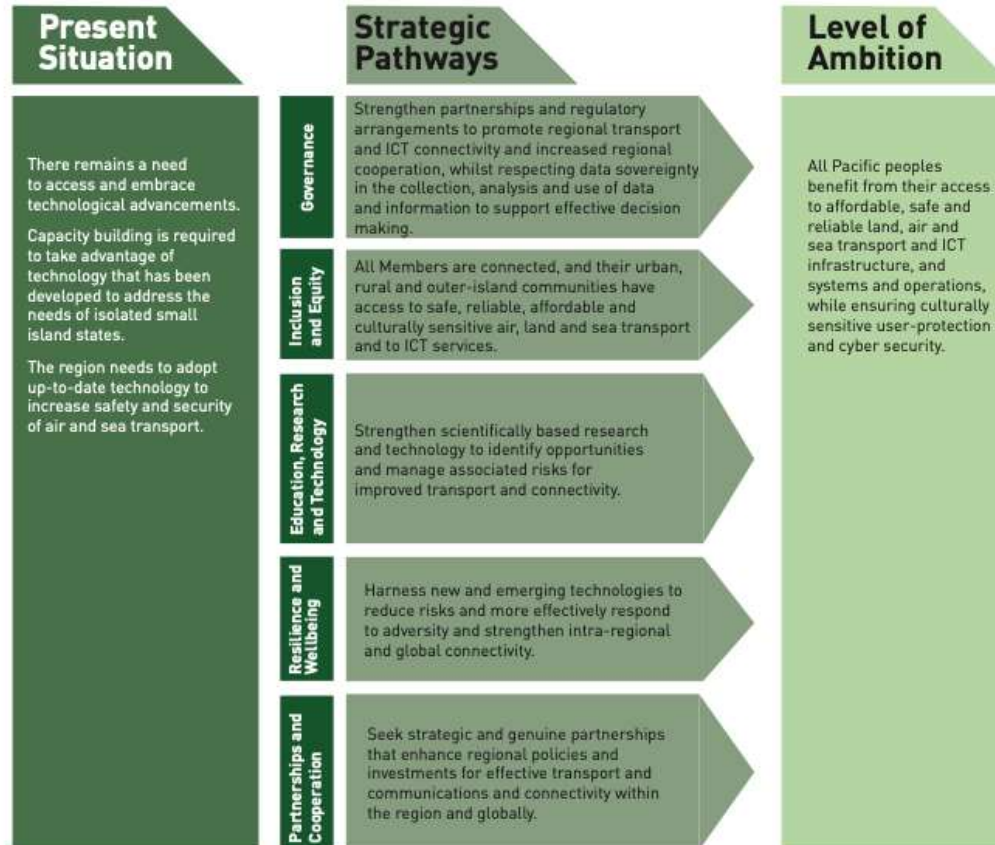 Present
Situation
There remains a need
to access and embrace
technological advancements.
Capacity building is required
to take advantage of
technology that has been
developed to address the
needs of isolated small
island states.
The region needs to adopt
up-to-date technology to
increase safety and security
of air and sea transport.
Strategic
Pathways
Governance
Strengthen partnerships and regulatory
arrangements to promote regional transport
and ICT connectivity and increased regional
cooperation, whilst respecting data sovereignty
in the collection, analysis and use of data
and information to support effective decision
making.
Inclusion
and Equity
All Members are connected, and their urban,
rural and outer-island communities have
access to safe, reliable, affordable and
culturally sensitive air, land and sea transport
and to ICT services.
Education, Research
and Technology
Strengthen scientifically based research
and technology to identify opportunities
and manage associated risks for
improved transport and connectivity.
Resilience and
Wellbeing
Harness new and emerging technologies to
reduce risks and more effectively respond
to adversity and strengthen intra-regional
and global connectivity.
Partnerships and
Cooperation
Seek strategic and genuine partnerships
that enhance regional policies and
investments for effective transport and
communications and connectivity within
the region and globally.
Level of
Ambition
All Pacific peoples
benefit from their access
to affordable, safe and
reliable land, air and
sea transport and ICT
infrastructure, and
systems and operations,
while ensuring culturally
sensitive user-protection
and cyber security.